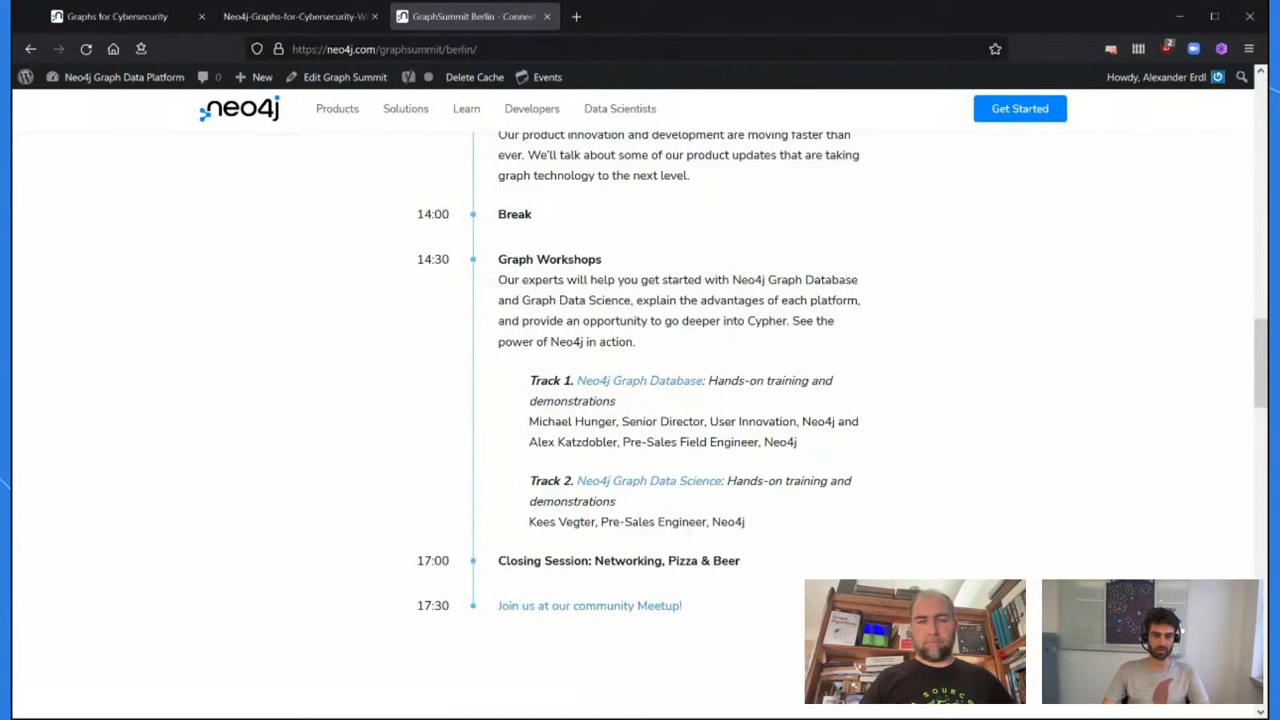 Graphs for Cybersecurity
Neo4j-Graphs-for-Cybersecurity-W
GraphSummit Berlin - Connec
https://neo4j.com/graphsummit/berlin/
2
Neo4j Graph Data Platform
0
New
Edit Graph Summit
Delete Cache
Events
Howdy, Alexander Erdl
neo4j
Products
Solutions
Learn
Developers
Data Scientists
Get Started
Our product innovation and development are moving faster than
ever. We'll talk about some of our product updates that are taking
graph technology to the next level.
14:00
Break
14:30
Graph Workshops
Our experts will help you get started with Neo4j Graph Database
and Graph Data Science, explain the advantages of each platform,
and provide an opportunity to go deeper into Cypher. See the
power of Neo4j in action.
Track 1. Neo4j Graph Database: Hands-on training and
demonstrations
Michael Hunger, Senior Director, User Innovation, Neo4j and
Alex Katzdobler, Pre-Sales Field Engineer, Neo4j
Track 2. Neo4j Graph Data Science: Hands-on training and
demonstrations
Kees Vegter, Pre-Sales Engineer, Neo4j
17:00
Closing Session: Networking, Pizza & Beer
17:30
Join us at our community Meetup!
Graph
Algorithms
SOURCE